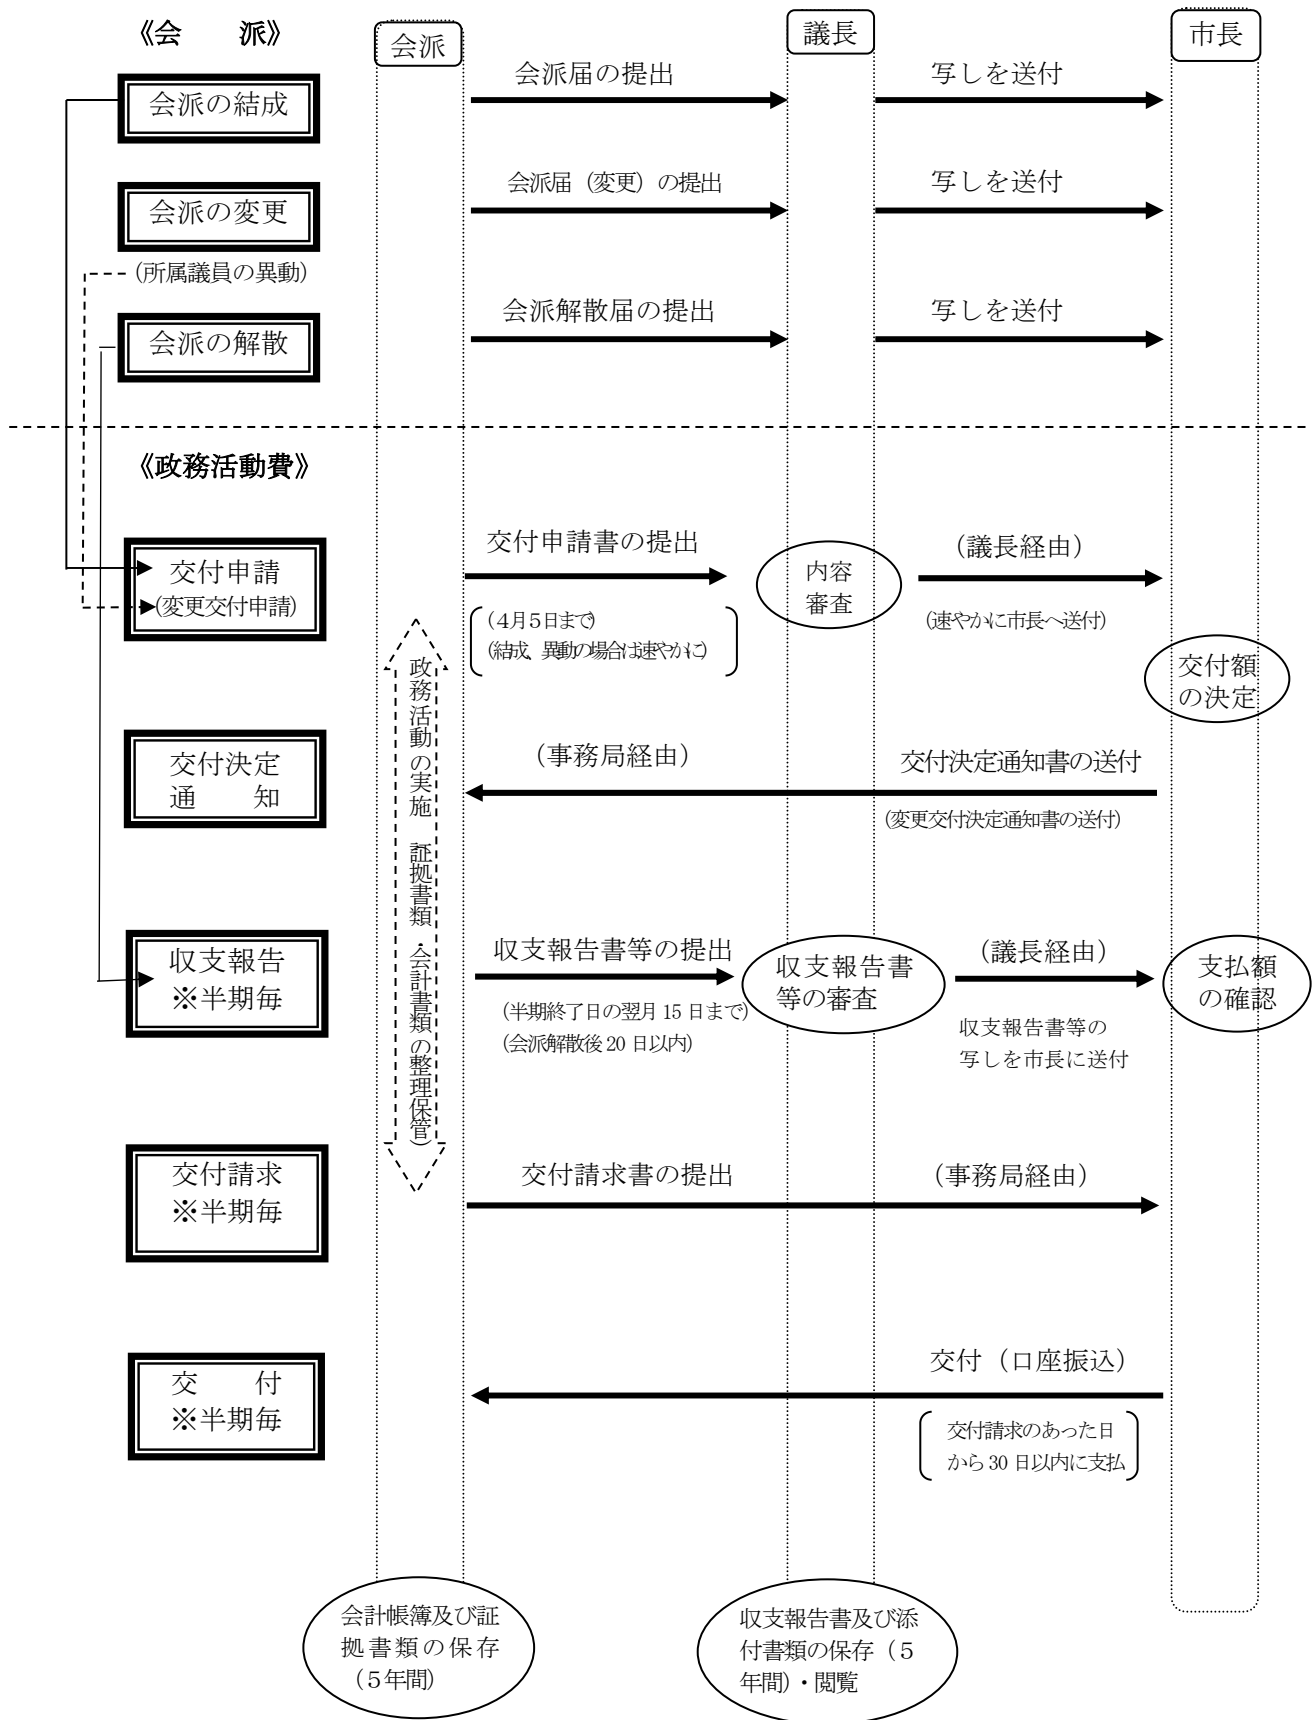 《会　　派》
会派
議長
市長
会派の結成
会派届の提出
写しを送付
会派の変更
会派届（変更）の提出
写しを送付
(所属議員の異動)
会派の解散
会派解散届の提出
写しを送付
《政務活動費》
交付申請
(変更交付申請)
交付申請書の提出
(４月５日まで)
(結成、異動の場合は速やかに)
内容
審査
（議長経由）
(速やかに市長へ送付)
交付額
の決定
政務活動の実施（証拠書類・会計書類の整理保管）
交付決定
通　　知
（事務局経由）
交付決定通知書の送付
(変更交付決定通知書の送付)
収支報告
※半期毎
収支報告書等の提出
(半期終了日の翌月 15 日まで)
(会派解散後 20 日以内)
収支報告書
等の審査
（議長経由）
収支報告書等の
写しを市長に送付
支払額
の確認
交付請求
※半期毎
交付請求書の提出
（事務局経由）
交　　付
※半期毎
交付（口座振込）
交付請求のあった日
から 30 日以内に支払
会計帳簿及び証
拠書類の保存
（５年間）
収支報告書及び添
付書類の保存（５
年間）・閲覧